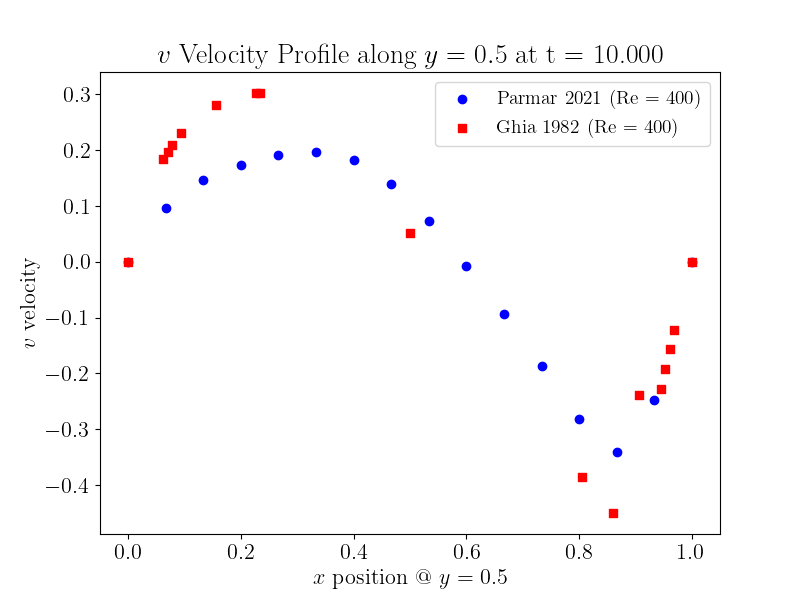 v Velocity Profile along y = 0.5 at t = 10.000
Parmar 2021 (Re = 400)
Ghia 1982 (Re = 400)
0.3
0.2
0.1
0.0
−0.1
−0.2
−0.3
−0.4
v velocity
0.0 0.2 0.4 0.6 0.8 1.0
x position @ y = 0.5